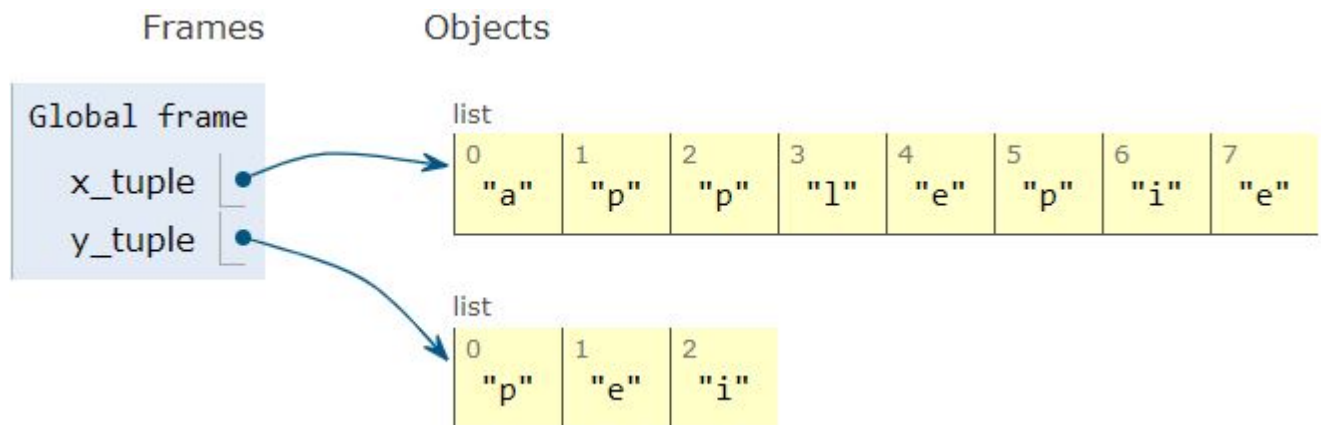 Frames Objects
Global frame
x_tuple
y_tuple
list
0 1 2 3 4 5 6 7
"a" "p" "p" "l" "e" "p" "i" "e"
list
0 1 2
"p" "e" "i"